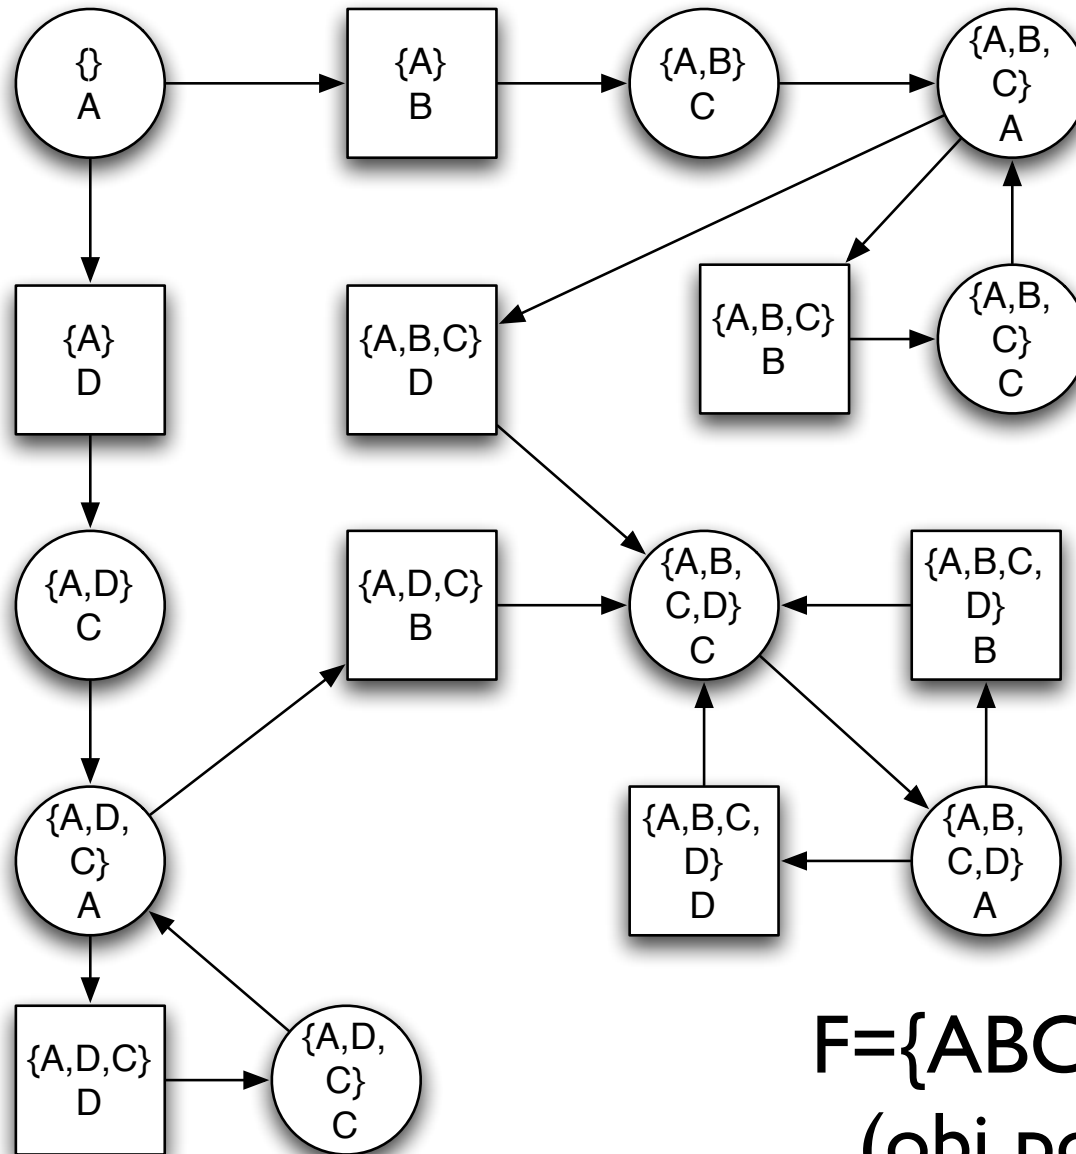 {}
A
{A}
B
{A,B}
C
{A,B,
C}
A
{A}
D
{A,B,C}
D
{A,B,C}
B
{A,B,
C}
C
{A,D}
C
{A,D,C}
B
{A,B,
C,D}
C
{A,B,C,
D}
B
{A,D,
C}
A
{A,B,C,
D}
D
{A,B,
C,D}
A
{A,D,C}
D
{A,D,
C}
C
F={ABC